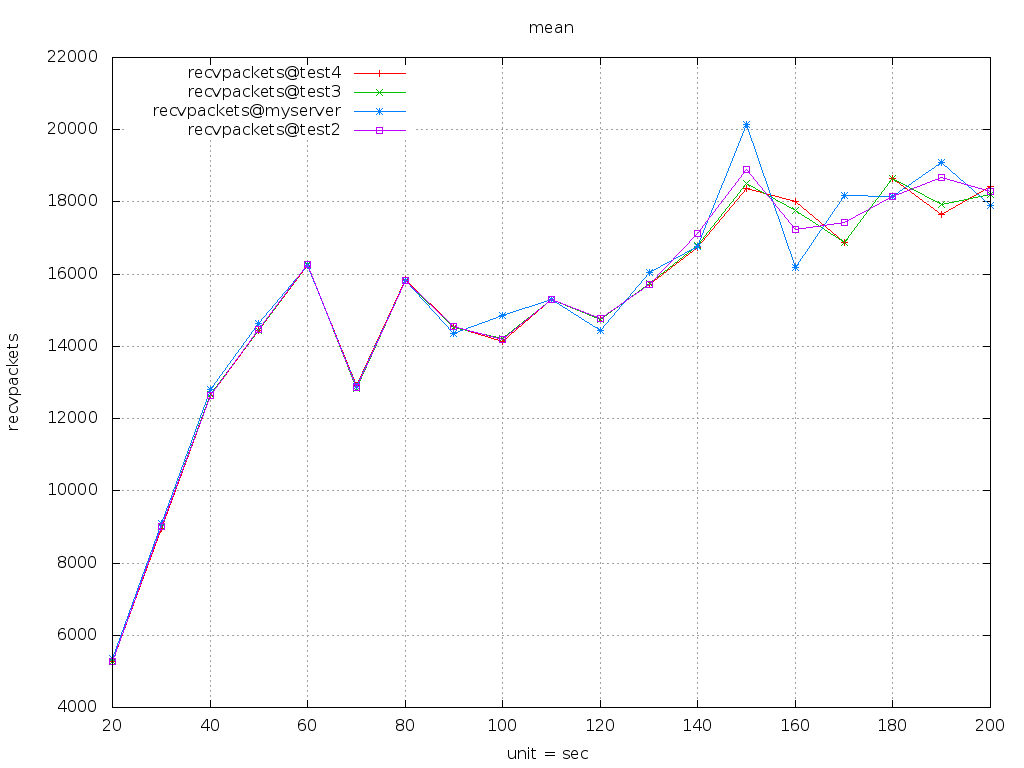 mean
22000
20000
18000
16000
14000
12000
10000
8000
6000
4000
recvpackets
recvpackets@test4
recvpackets@test3
recvpackets@myserver
recvpackets@test2
20 40 60 80 100 120 140 160 180 200
unit = sec